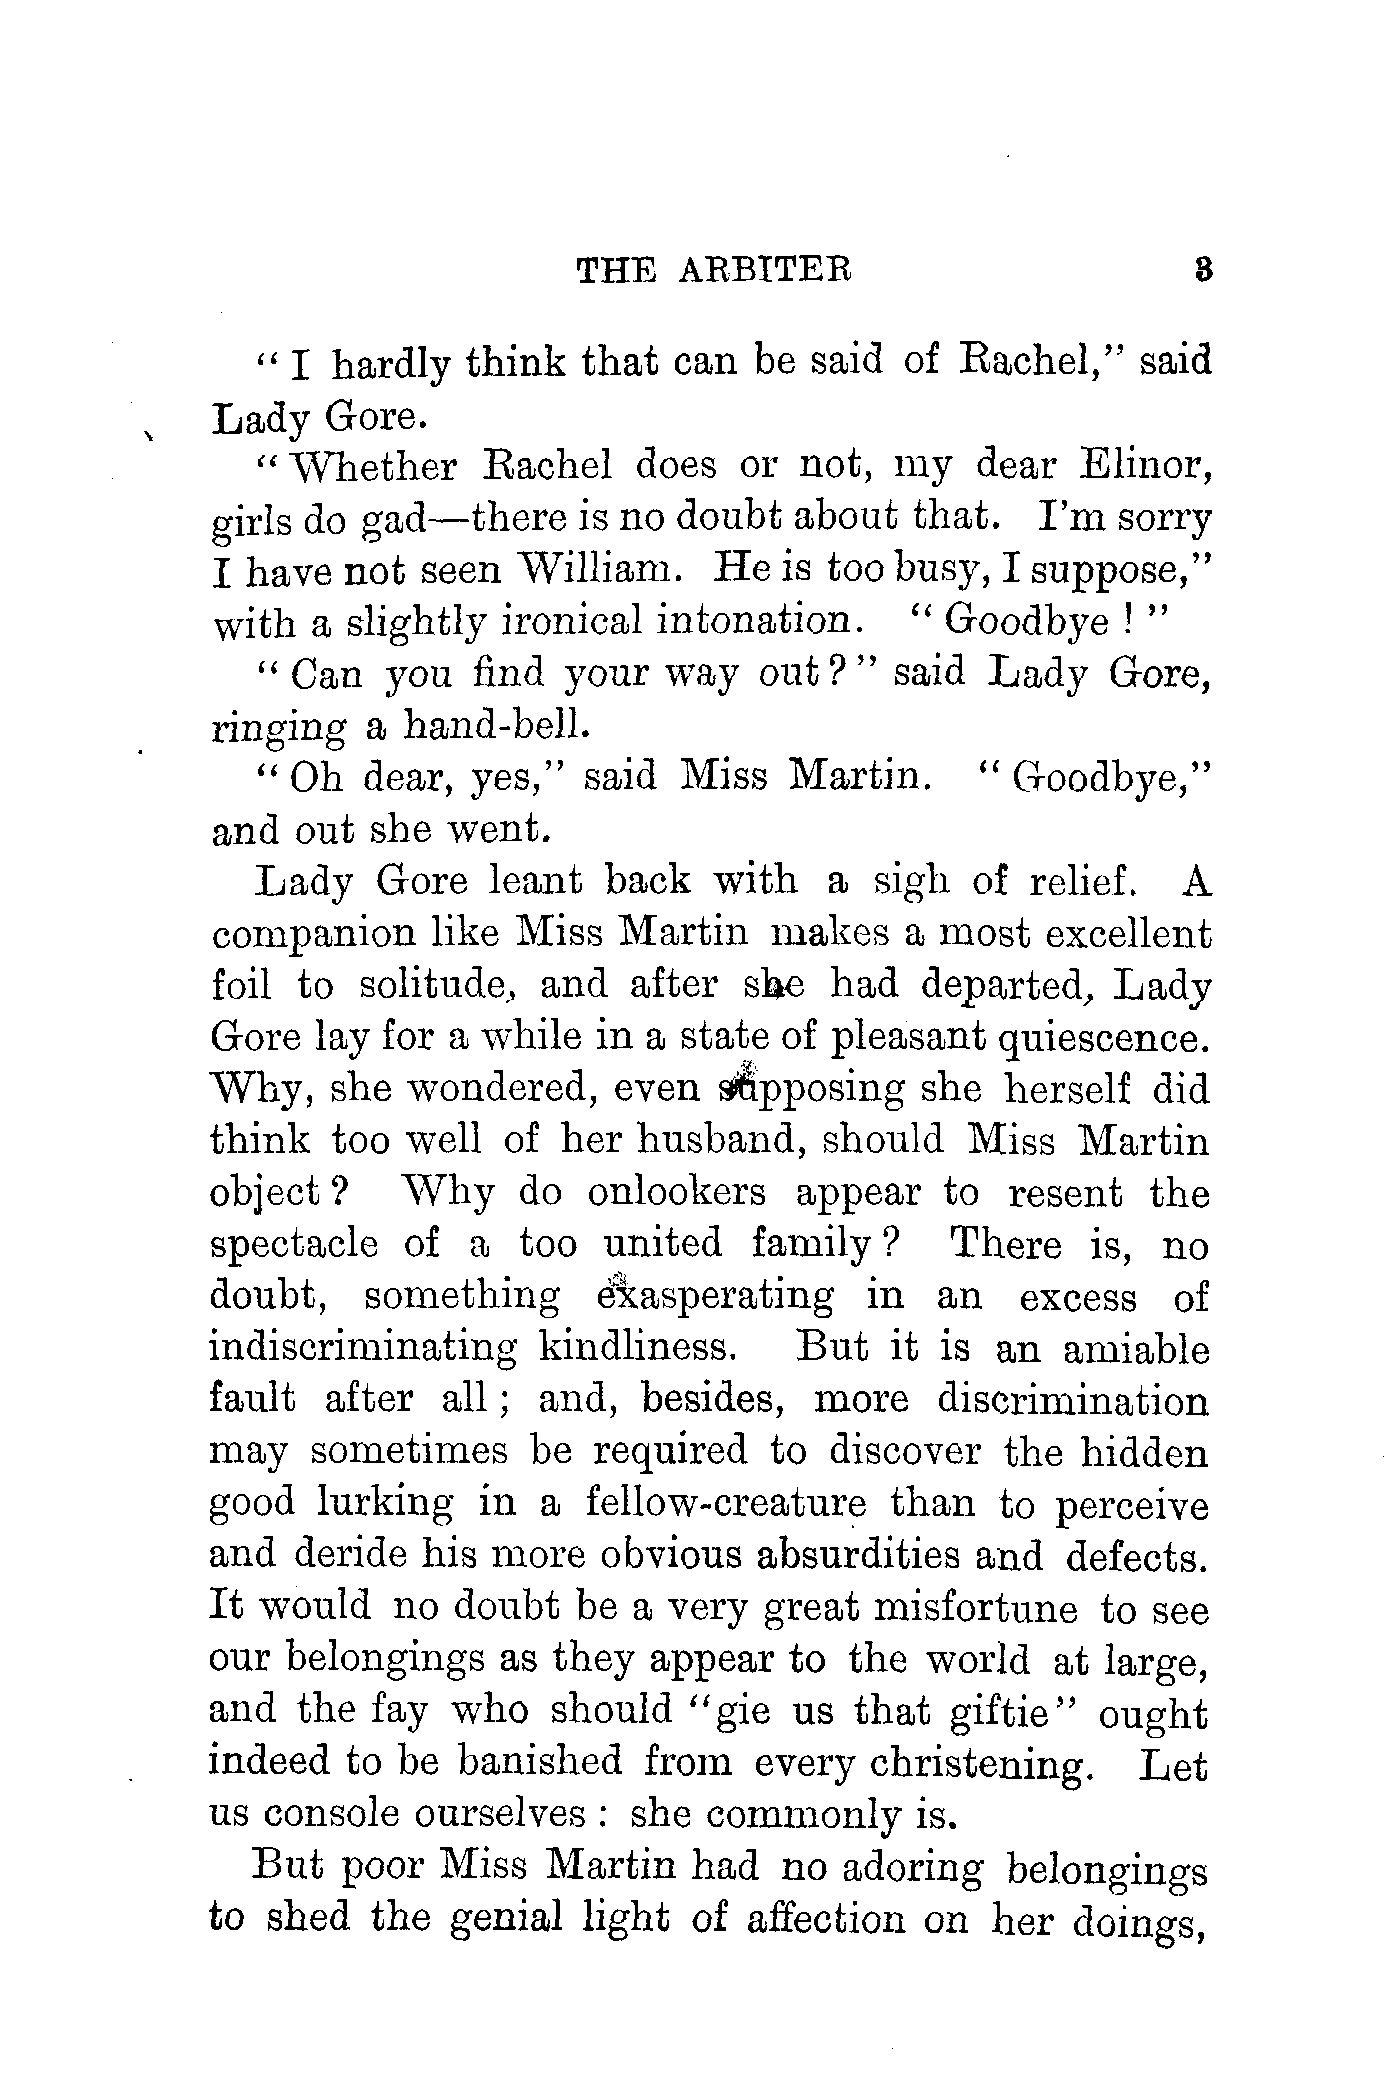 THE ARBITER 3
“ I hardly think that can be said of Rachel,” said
Lady Gore.
“ Whether Rachel does or not, my dear Elinor,
girls do gad—there is no doubt about that. I’m sorry
I have not seen William. He is too busy, I suppose,”
with a slightly ironical intonation. “ Goodbye ! ”
“ Can you find your way out ? ” said Lady Gore,
ringing a hand-bell.
“ Oh dear, yes,” said Miss Martin. “ Goodbye,”
and out she went.
Lady Gore leant back with a sigh of relief. A
companion like Miss Martin makes a most excellent
foil to solitude, and after she had departed, Lady
Gore lay for a while in a state of pleasant quiescence.
Why, she wondered, even supposing she herself did
think too well of her husband, should Miss Martin
object ? Why do onlookers appear to resent the
spectacle of a too united family ? There is, no
doubt, something exasperating in an excess of
indiscriminating kindliness. But it is an amiable
fault after all ; and, besides, more discrimination
may sometimes be required to discover the hidden
good lurking in a fellow-creature than to perceive
and deride his more obvious absurdities and defects.
It would no doubt be a very great misfortune to see
our belongings as they appear to the world at large,
and the fay who should “gie us that giftie” ought
indeed to be banished from every christening. Let
us console ourselves : she commonly is.
But poor Miss Martin had no adoring belongings
to shed the genial light of affection on her doings,